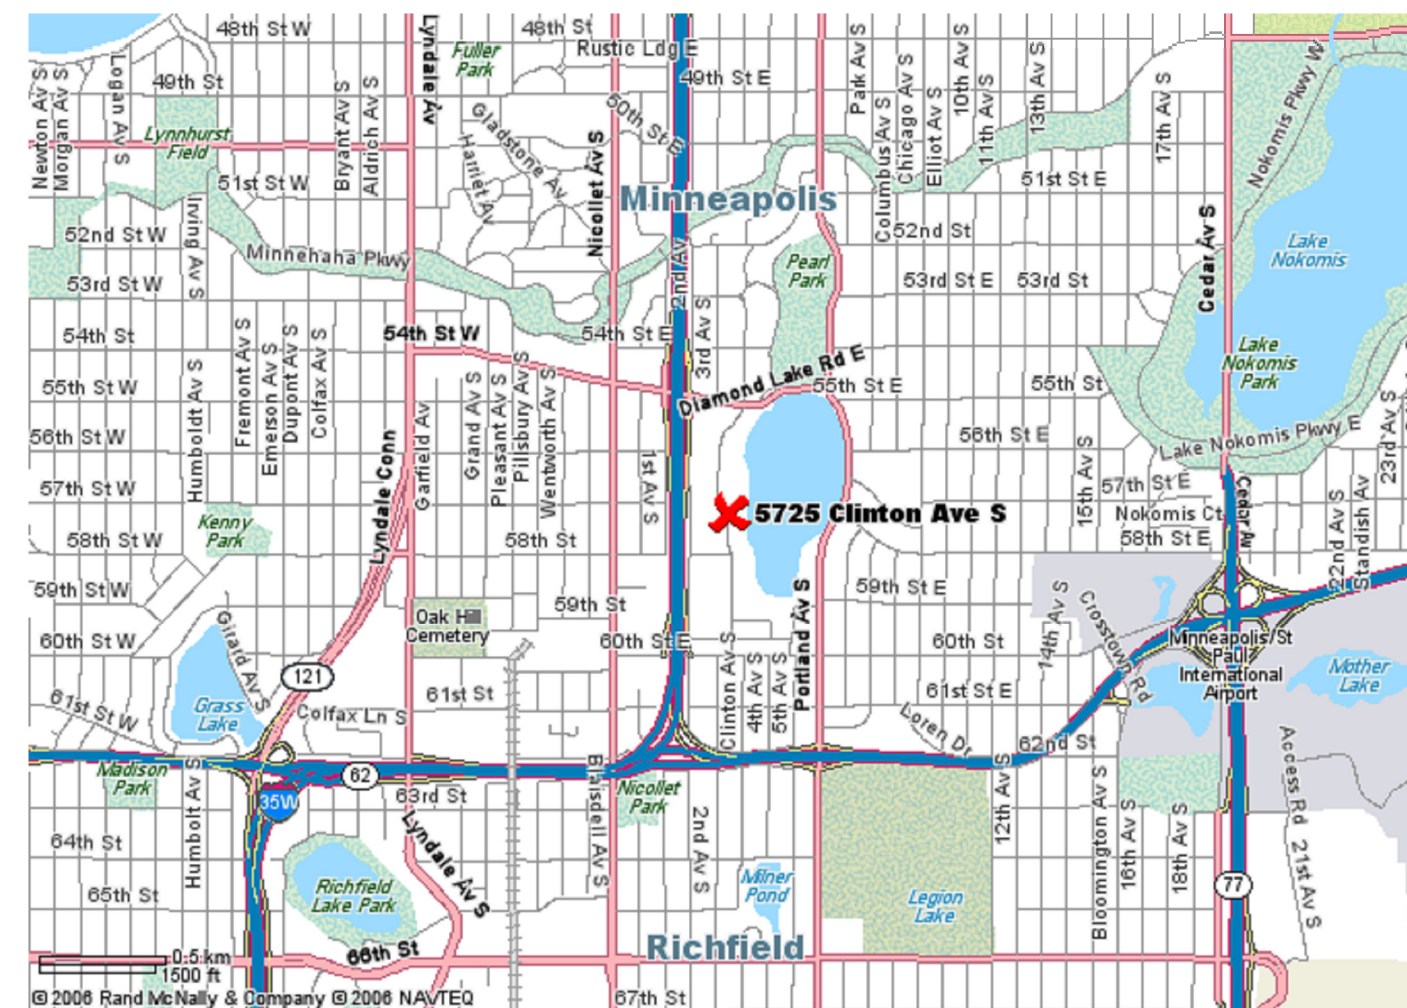 48th St W
48th St
Rustic Ldg E
49th St
49th St E
Fuller
Park
Lyndale Av
Newton Av S
Morgan Av S
Logan Av S
Bryant Av S
Aldrich Av S
Lynnhurst
Field
Gladstone Av
Harriet Av
50th St E
Nicollet Av S
Park Av S
Columbus Av S
Chicago Av S
Elliot Av S
10th Av S
11th Av S
13th Av S
17th Av S
Nokomis Pkwy W
51st St W
51st St E
Minneapolis
52nd St W
52nd St
Irving Av S
Minnehaha Pkwy
2nd Av
Pearl
Park
Cedar Av S
Lake
Nokomis
53rd St W
53rd St E
53rd St
54th St
54th St W
54th St E
3rd Av S
Lake
Nokomis
Park
Diamond Lake Rd E
55th St W
55th St E
55th St
Humboldt Av S
Fremont Av S
Emerson Av S
Dupont Av S
Colfax Av S
Garfield Av
Grand Av S
Pleasant Av S
Pillsbury Av S
Wentworth Av S
1st Av S
56th St W
56th St E
Lake Nokomis Pkwy E
23rd Av S
Lyndale Conn
57th St W
57th St E
15th Av S
Nokomis Ct
Cedar Av
22nd Av S
Standish Av
5725 Clinton Ave S
Kenny
Park
58th St W
58th St
58th St E
59th St W
59th St
59th St E
Oak H
Cemetery
14th Av S
Crosstown Rd
60th St W
60th St E
60th St
Minneapolis/St
Paul
International
Airport
Mother
Lake
Girard Av S
121
61st St W
61st St
61st St E
Grass
Lake
Colfax Ln S
Clinton Av S
4th Av S
5th Av S
Portland Av S
Loren Dr
62nd St
Access Rd
Madison
Park
Humbolt Av S
35W
62
63rd St
Blaisdell Av S
Nicollet
Park
2nd Av S
12th Av S
Bloomington Av S
16th Av S
18th Av S
21st Av S
64th St
Lyndale Av S
65th St
Richfield
Lake Park
Milner
Pond
Legion
Lake
77
66th St
Richfield
0.5 km
1500 ft
67th St
© 2006 Rand McNally & Company © 2006 NAVTEQ